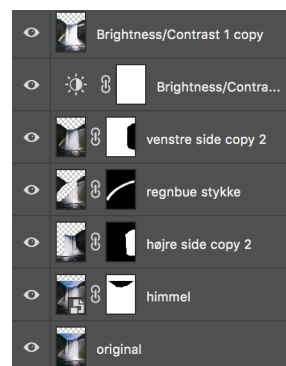 Brightness/Contrast 1 copy
Brightness/Contra...
venstre side copy 2
regnbue stykke
højre side copy 2
himmel
original